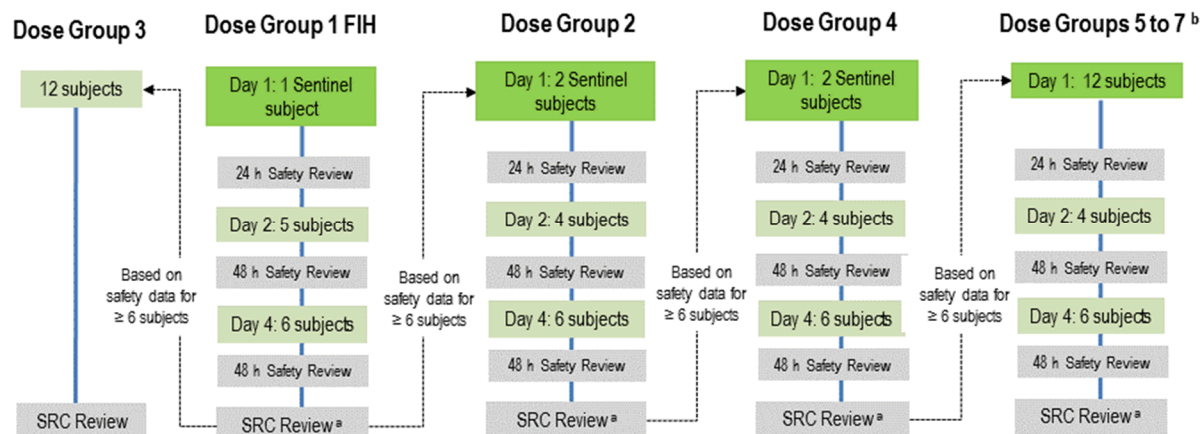 Dose Group 3
12 subjects
SRC Review
Based on
safety data for
≥ 6 subjects
Dose Group 1 FIH
Day 1: 1 Sentinel
subject
24 h Safety Review
Day 2: 5 subjects
48 h Safety Review
Day 4: 6 subjects
48 h Safety Review
SRC Review a
Based on
safety data for
≥ 6 subjects
Dose Group 2
Day 1: 2 Sentinel
subjects
24 h Safety Review
Day 2: 4 subjects
48 h Safety Review
Day 4: 6 subjects
48 h Safety Review
SRC Review a
Based on
safety data for
≥ 6 subjects
Dose Group 4
Day 1: 2 Sentinel
subjects
24 h Safety Review
Day 2: 4 subjects
48 h Safety Review
Day 4: 6 subjects
48 h Safety Review
SRC Review a
Based on
safety data for
≥ 6 subjects
Dose Groups 5 to 7 b
Day 1: 12 subjects
24 h Safety Review
Day 2: 4 subjects
48 h Safety Review
Day 4: 6 subjects
48 h Safety Review
SRC Review a